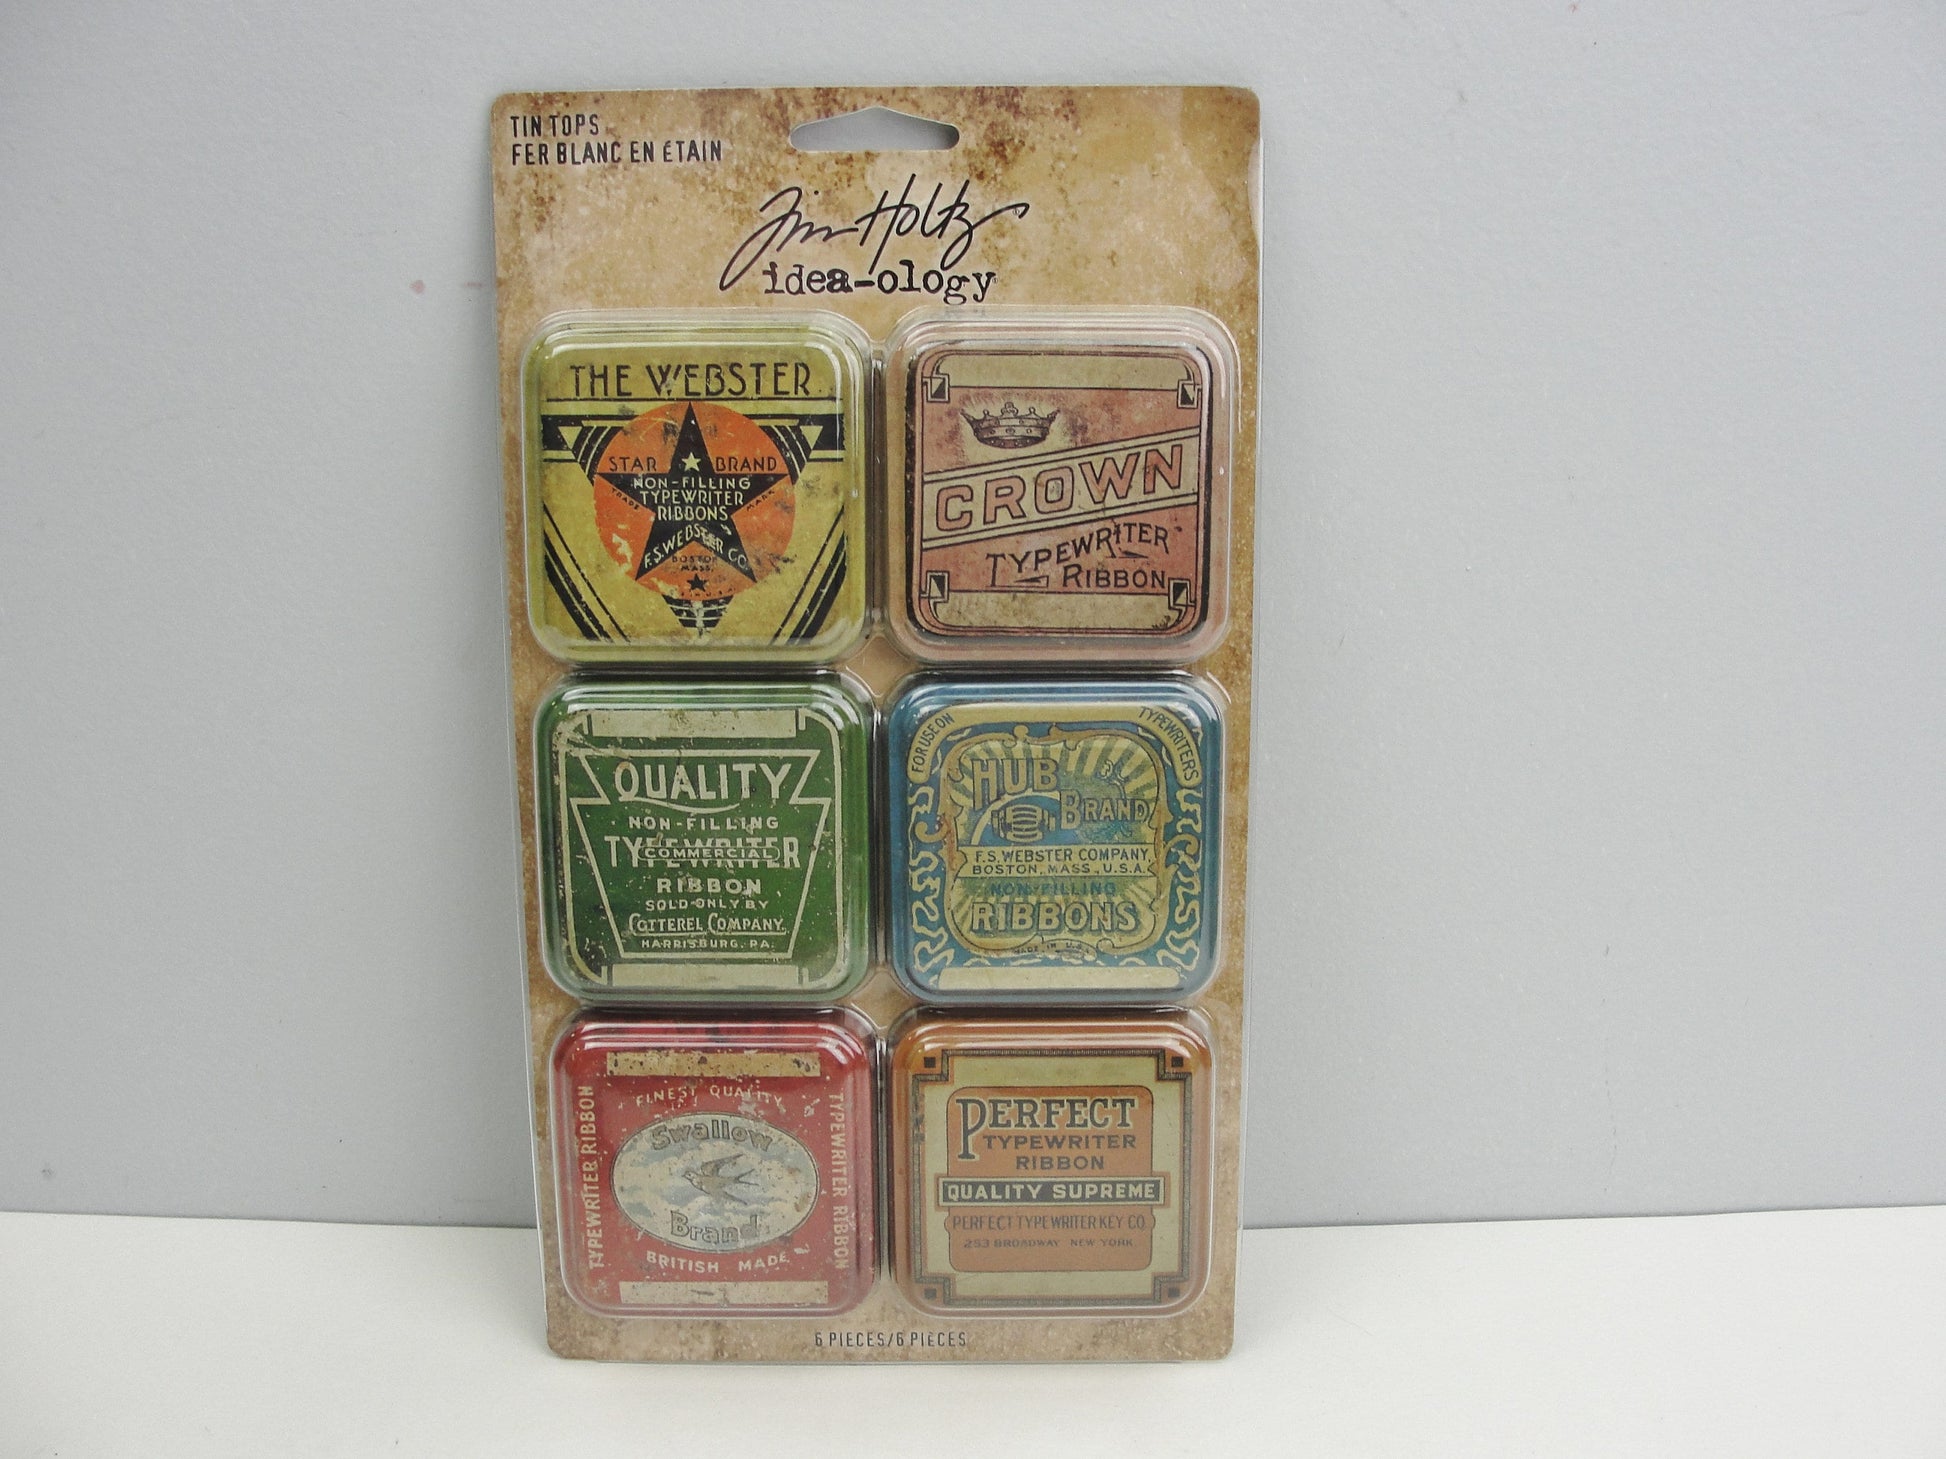 TIN TOPS
FER BLANC EN ÉTAIN
Tim Holtz
idea-ology
THE WEBSTER
STAR BRAND
NON-FILLING
TYPEWRITER
TRADE MARK
RIBBONS
F.S. WEBSTER CO.
BOSTON
MASS.
CROWN
TYPEWRITER
RIBBON
QUALITY
NON-FILLING
TYPEWRITER
COMMERCIAL
RIBBON
SOLD ONLY BY
COTTEREL COMPANY.
HARRISBURG. PA.
FOR USE ON TYPEWRITERS
HUB
BRAND
F.S. WEBSTER COMPANY,
BOSTON, MASS., U.S.A.
NON-FILLING
RIBBONS
MADE IN U.S.A.
FINEST QUALITY
TYPEWRITER RIBBON
Swallow
Brand
BRITISH MADE
TYPEWRITER RIBBON
PERFECT
TYPEWRITER
RIBBON
QUALITY SUPREME
PERFECT TYPEWRITER KEY CO.
253 BROADWAY NEW YORK
6 PIECES/6 PIÈCES